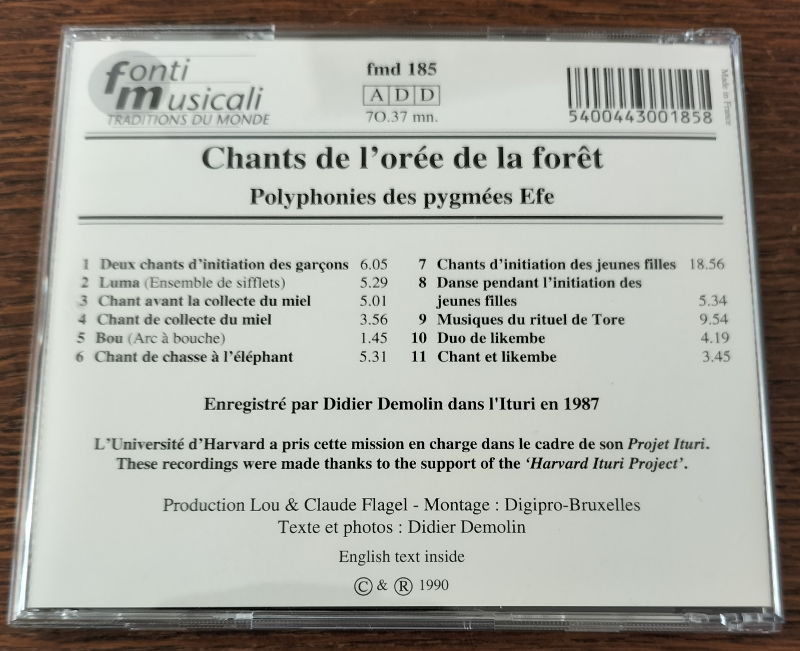 fonti
musicali
TRADITIONS DU MONDE
fmd 185
ADD
7O.37 mn.
5400443001858
Made in France
Chants de l'orée de la forêt
Polyphonies des pygmées Efe
1 Deux chants d'initiation des garçons 6.05
2 Luma (Ensemble de sifflets) 5.29
3 Chant avant la collecte du miel 5.01
4 Chant de collecte du miel 3.56
5 Bou (Arc à bouche) 1.45
6 Chant de chasse à l'éléphant 5.31
7 Chants d'initiation des jeunes filles 18.56
8 Danse pendant l'initiation des
jeunes filles 5.34
9 Musiques du rituel de Tore 9.54
10 Duo de likembe 4.19
11 Chant et likembe 3.45
Enregistré par Didier Demolin dans l'Ituri en 1987
L'Université d'Harvard a pris cette mission en charge dans le cadre de son Projet Ituri.
These recordings were made thanks to the support of the 'Harvard Ituri Project'.
Production Lou & Claude Flagel - Montage : Digipro-Bruxelles
Texte et photos : Didier Demolin
English text inside
© & ® 1990